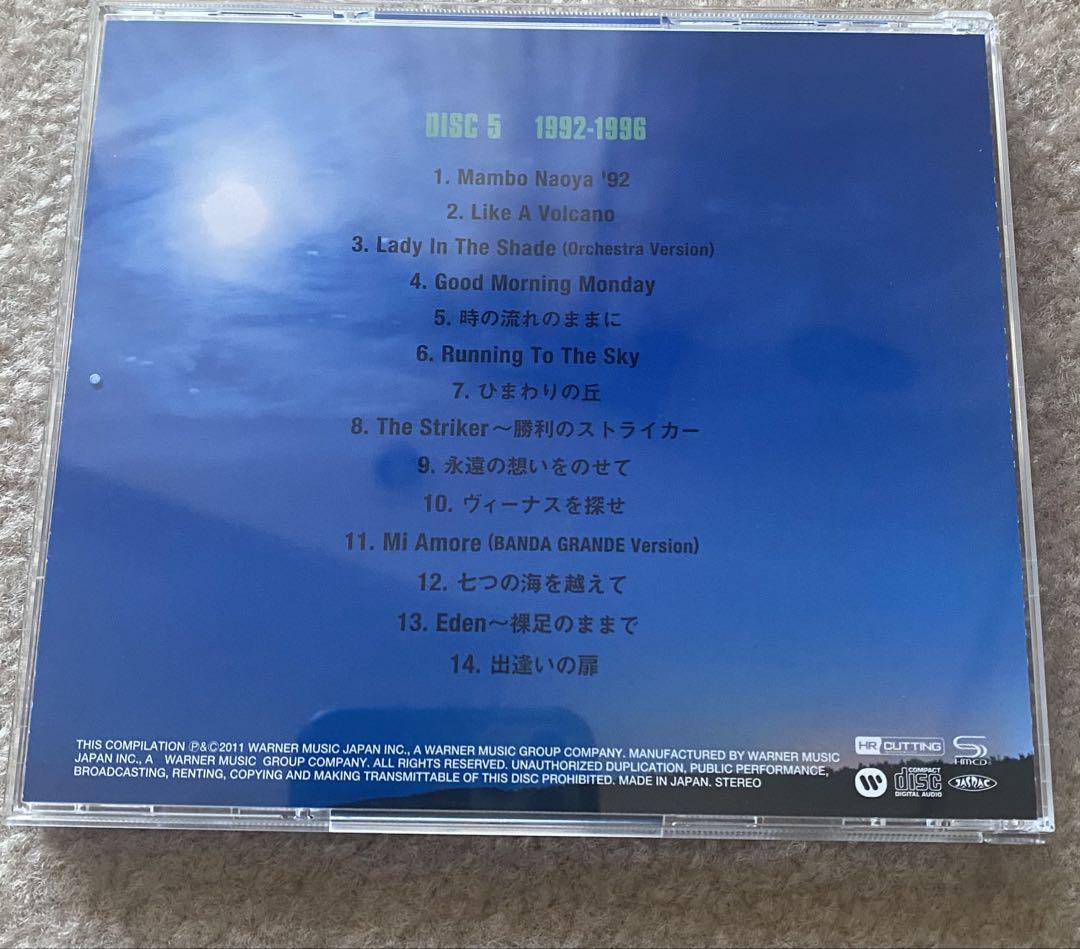 DISC 5 1992-1996
1. Mambo Naoya '92
2. Like A Volcano
3. Lady In The Shade (Orchestra Version)
4. Good Morning Monday
5. 時の流れのままに
6. Running To The Sky
7. ひまわりの丘
8. The Striker～勝利のストライカー
9. 永遠の想いをのせて
10. ヴィーナスを探せ
11. Mi Amore (BANDA GRANDE Version)
12. 七つの海を越えて
13. Eden～裸足のままで
14. 出逢いの扉
THIS COMPILATION ℗&©2011 WARNER MUSIC JAPAN INC., A WARNER MUSIC GROUP COMPANY. MANUFACTURED BY WARNER MUSIC
JAPAN INC., A WARNER MUSIC GROUP COMPANY. ALL RIGHTS RESERVED. UNAUTHORIZED DUPLICATION, PUBLIC PERFORMANCE,
BROADCASTING, RENTING, COPYING AND MAKING TRANSMITTABLE OF THIS DISC PROHIBITED. MADE IN JAPAN. STEREO
HR CUTTING
SHM-CD
COMPACT
disc
DIGITAL AUDIO
JASRAC